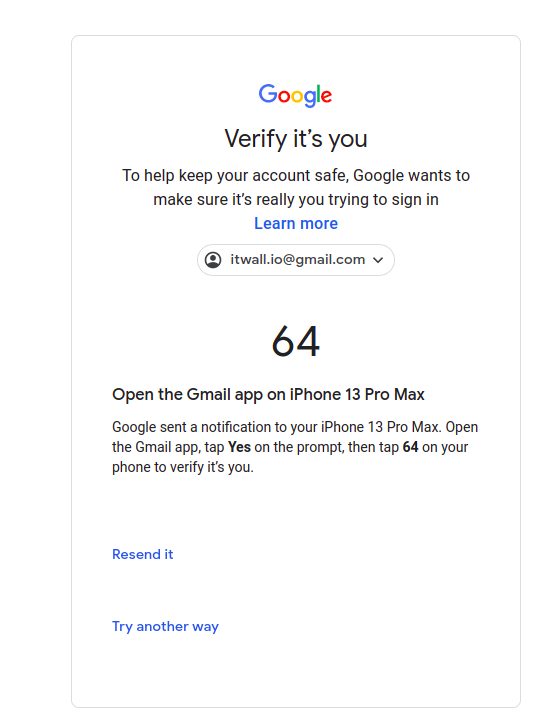 Google
Verify it’s you
To help keep your account safe, Google wants to
make sure it’s really you trying to sign in
Learn more
itwall.io@gmail.com
64
Open the Gmail app on iPhone 13 Pro Max
Google sent a notification to your iPhone 13 Pro Max. Open
the Gmail app, tap Yes on the prompt, then tap 64 on your
phone to verify it’s you.
Resend it
Try another way